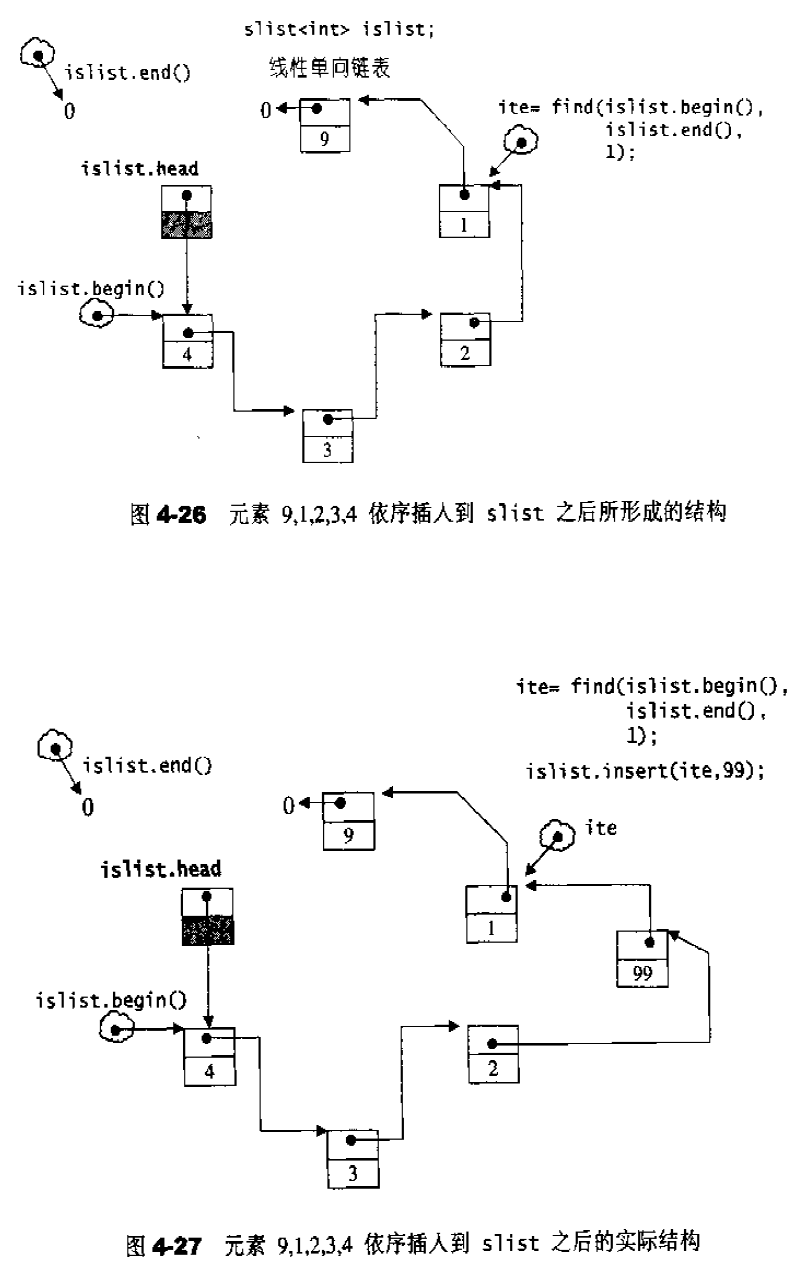 slist<int> islist;
线性单向链表
islist.end()
0
0
9
ite= find(islist.begin(),
islist.end(),
1);
islist.head
1
islist.begin()
4
2
3
图 4-26 元素 9,1,2,3,4 依序插入到 slist 之后所形成的结构
ite= find(islist.begin(),
islist.end(),
1);
islist.insert(ite,99);
islist.end()
0
0
9
ite
islist.head
1
99
islist.begin()
4
2
3
图 4-27 元素 9,1,2,3,4 依序插入到 slist 之后的实际结构